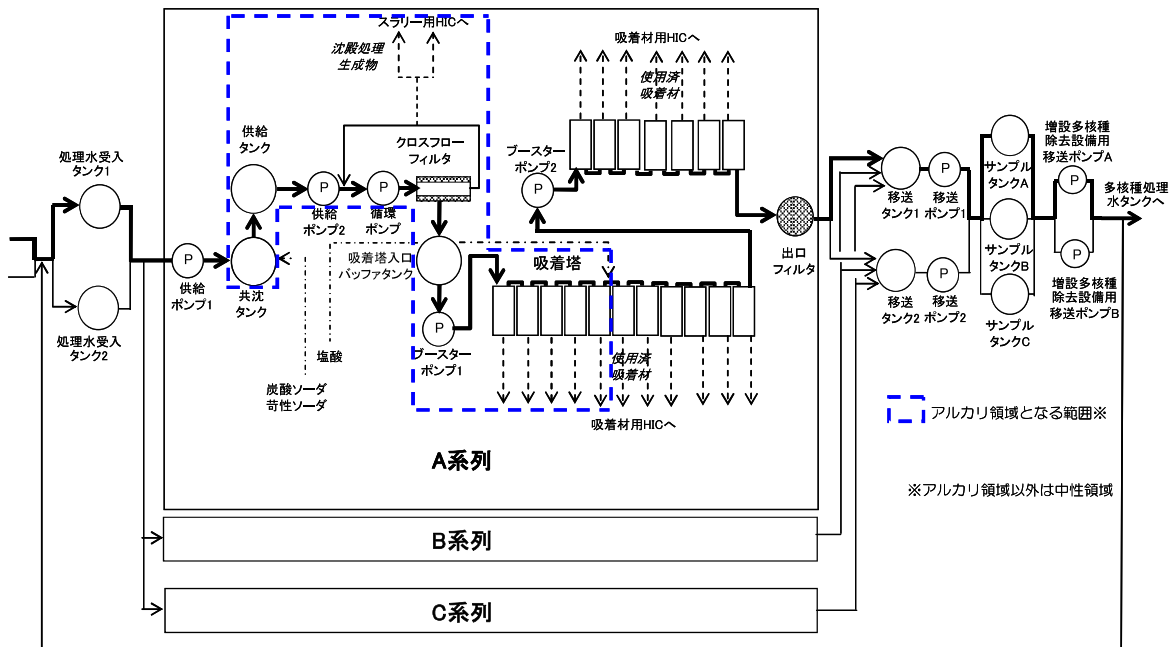 スラリー用HICへ
沈殿処理
生成物
吸着材用HICへ
使用済
吸着材
処理水受入
タンク1
供給
タンク
クロスフロー
フィルタ
ブースター
ポンプ2
P
P
P
供給
ポンプ2
循環
ポンプ
P
供給
ポンプ1
共沈
タンク
吸着塔入口
バッファタンク
吸着塔
出口
フィルタ
処理水受入
タンク2
塩酸
炭酸ソーダ
苛性ソーダ
P
ブースター
ポンプ1
使用済
吸着材
吸着材用HICへ
A系列
B系列
C系列
P
移送
タンク1
移送
ポンプ1
P
移送
タンク2
移送
ポンプ2
サンプル
タンクA
サンプル
タンクB
サンプル
タンクC
増設多核種
除去設備用
移送ポンプA
P
P
増設多核種
除去設備用
移送ポンプB
多核種処理
水タンクへ
アルカリ領域となる範囲※
※アルカリ領域以外は中性領域